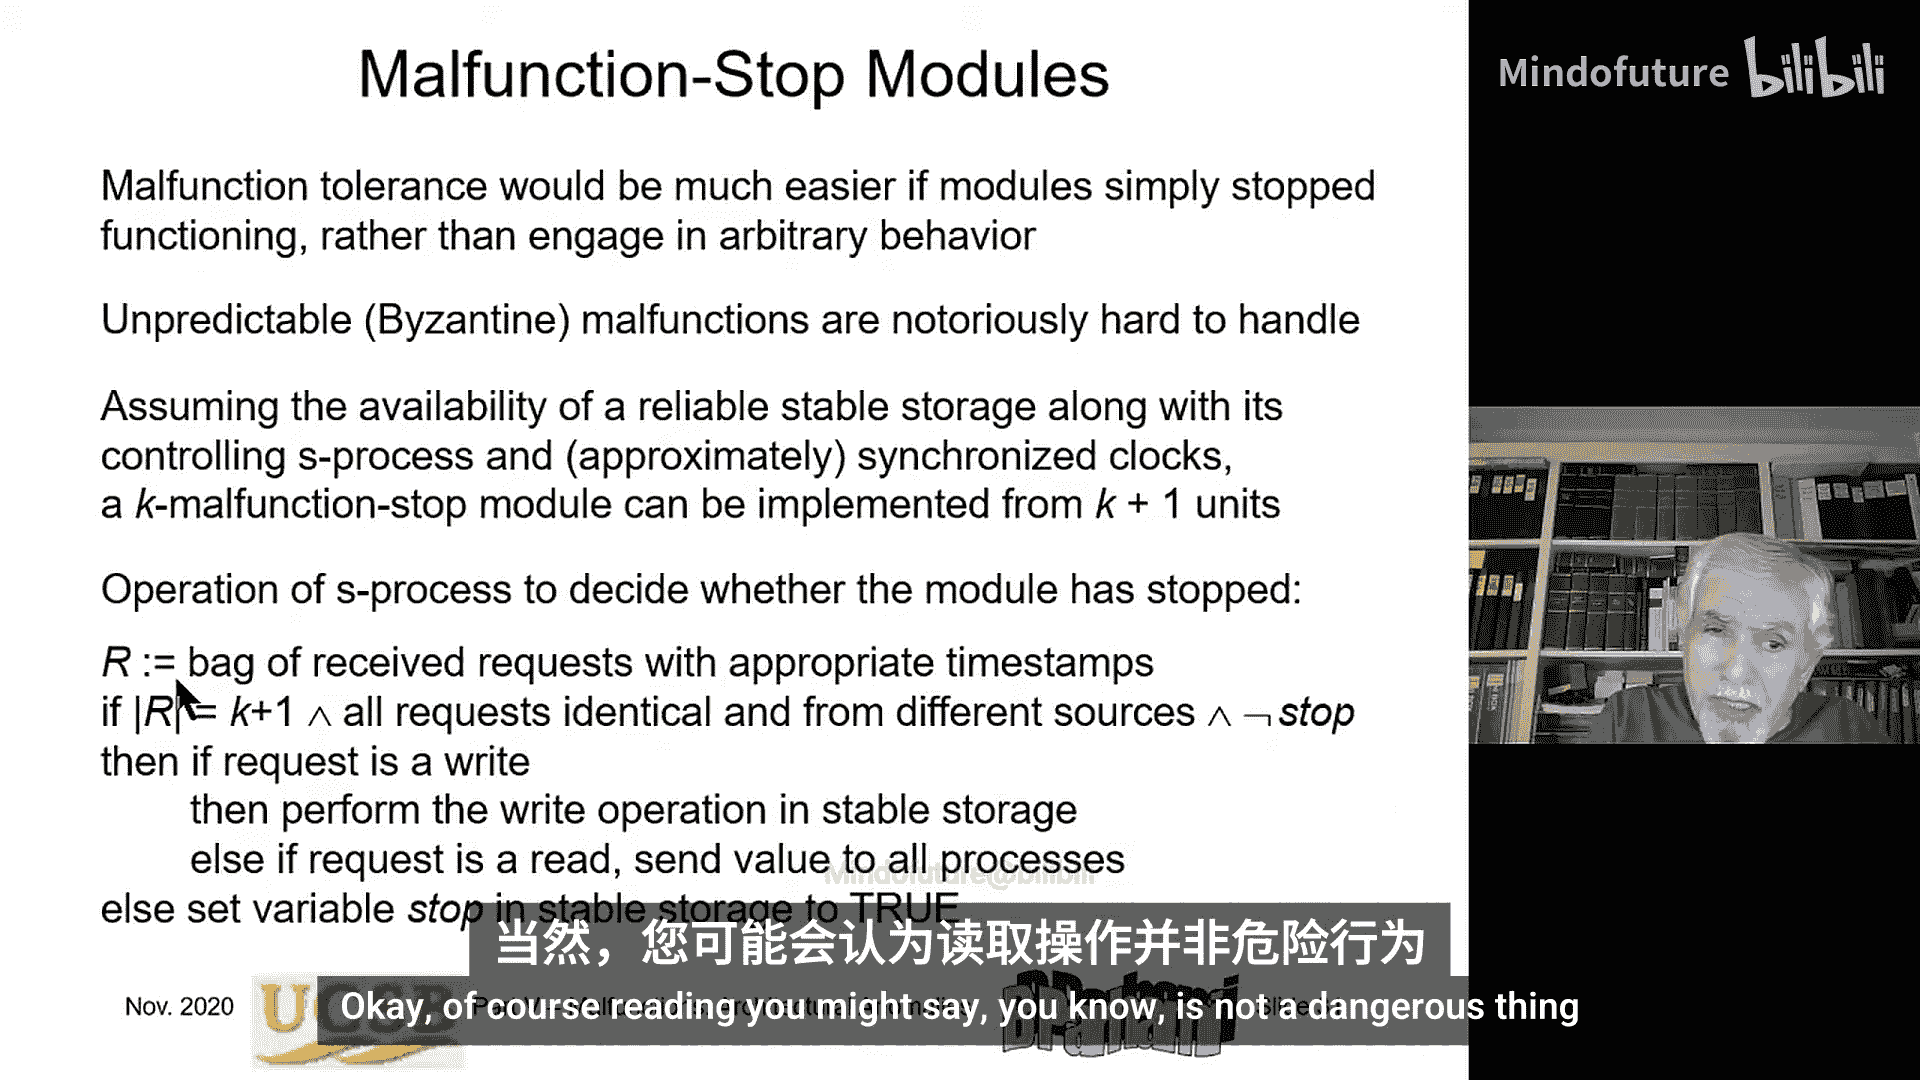 Malfunction-Stop Modules
Mindofuture bilibili
Malfunction tolerance would be much easier if modules simply stopped
functioning, rather than engage in arbitrary behavior
Unpredictable (Byzantine) malfunctions are notoriously hard to handle
Assuming the availability of a reliable stable storage along with its
controlling s-process and (approximately) synchronized clocks,
a k-malfunction-stop module can be implemented from k + 1 units
Operation of s-process to decide whether the module has stopped:
R := bag of received requests with appropriate timestamps
if |R| = k+1 ∧ all requests identical and from different sources ∧ ¬ stop
then if request is a write
then perform the write operation in stable storage
else if request is a read, send value to all processes
Mindofuture@bilibili
else set variable stop in stable storage to TRUE
当然，您可能会认为读取操作并非危险行为
Nov. 2020
UCSB
B Parhami
Okay, of course reading you might say, you know, is not a dangerous thing